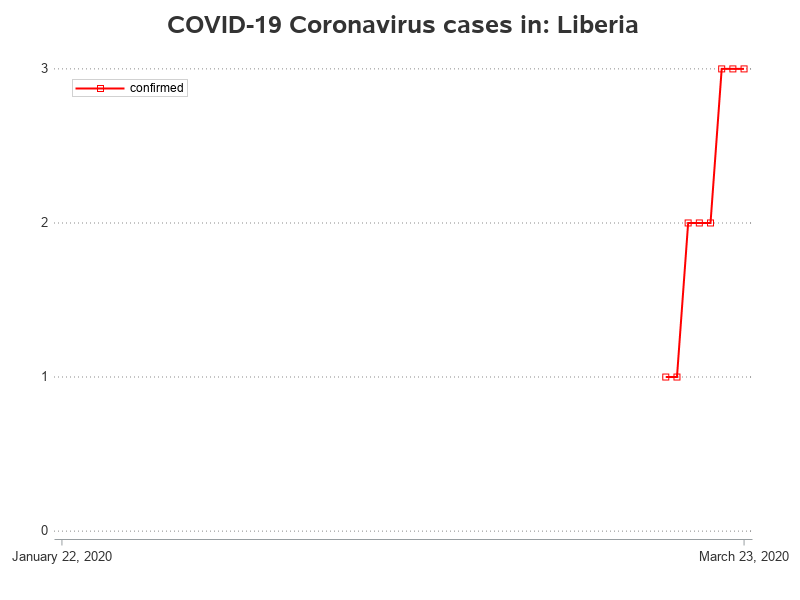 COVID-19 Coronavirus cases in: Liberia
3
confirmed
2
1
0
January 22, 2020
March 23, 2020